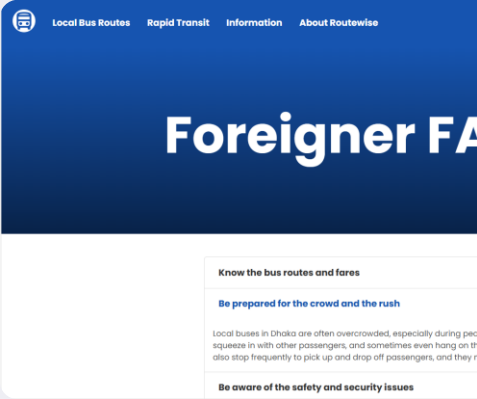 Local Bus Routes Rapid Transit Information About Routewise
Foreigner FA
Know the bus routes and fares
Be prepared for the crowd and the rush
Local buses in Dhaka are often overcrowded, especially during
squeeze in with other passengers, and sometimes even hang on
also stop frequently to pick up and drop off passengers, and they
Be aware of the safety and security issues